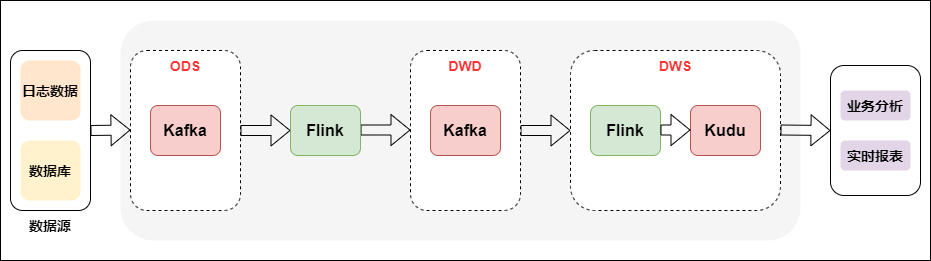 日志数据
数据库
数据源
ODS
Kafka
Flink
DWD
Kafka
DWS
Flink
Kudu
业务分析
实时报表